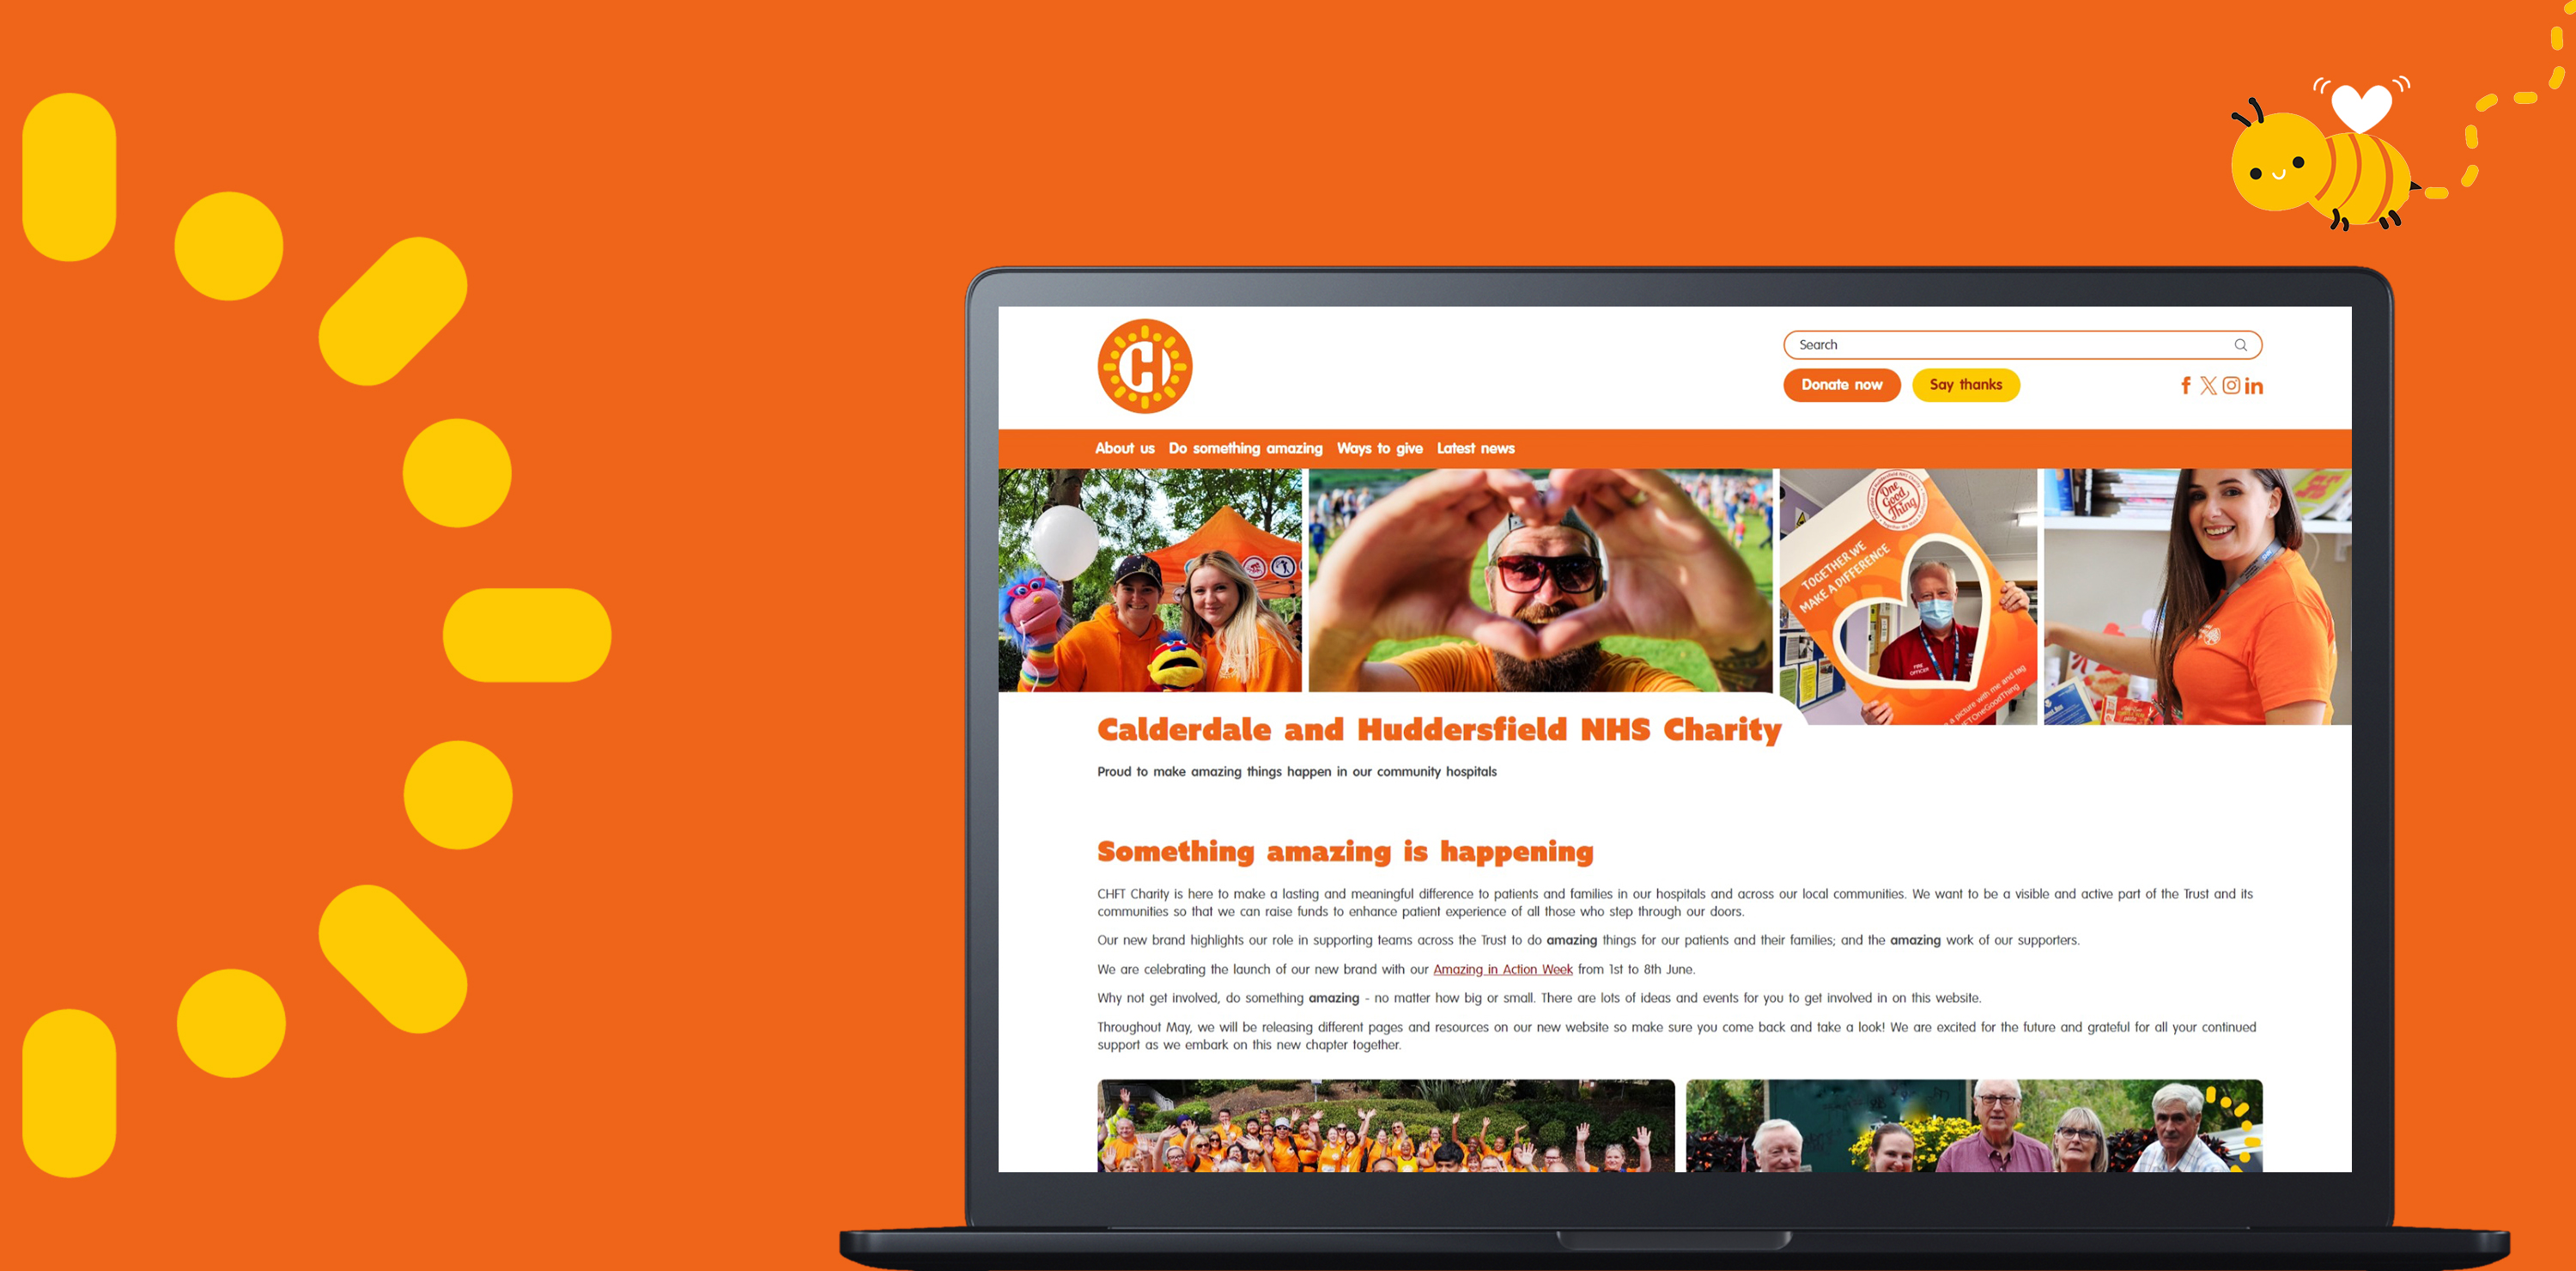 CH
Search
Donate now
Say thanks
About us
Do something amazing
Ways to give
Latest news
One
Good
Thing
TOGETHER WE
MAKE A DIFFERENCE
FIRE
OFFICER
a picture with me and tag
Calderdale and Huddersfield NHS Charity
Proud to make amazing things happen in our community hospitals
Something amazing is happening
CHFT Charity is here to make a lasting and meaningful difference to patients and families in our hospitals and across our local communities. We want to be a visible and active part of the Trust and its
communities so that we can raise funds to enhance patient experience of all those who step through our doors.
Our new brand highlights our role in supporting teams across the Trust to do amazing things for our patients and their families; and the amazing work of our supporters.
We are celebrating the launch of our new brand with our Amazing in Action Week from 1st to 8th June.
Why not get involved, do something amazing - no matter how big or small. There are lots of ideas and events for you to get involved in on this website.
Throughout May, we will be releasing different pages and resources on our new website so make sure you come back and take a look! We are excited for the future and grateful for all your continued
support as we embark on this new chapter together.